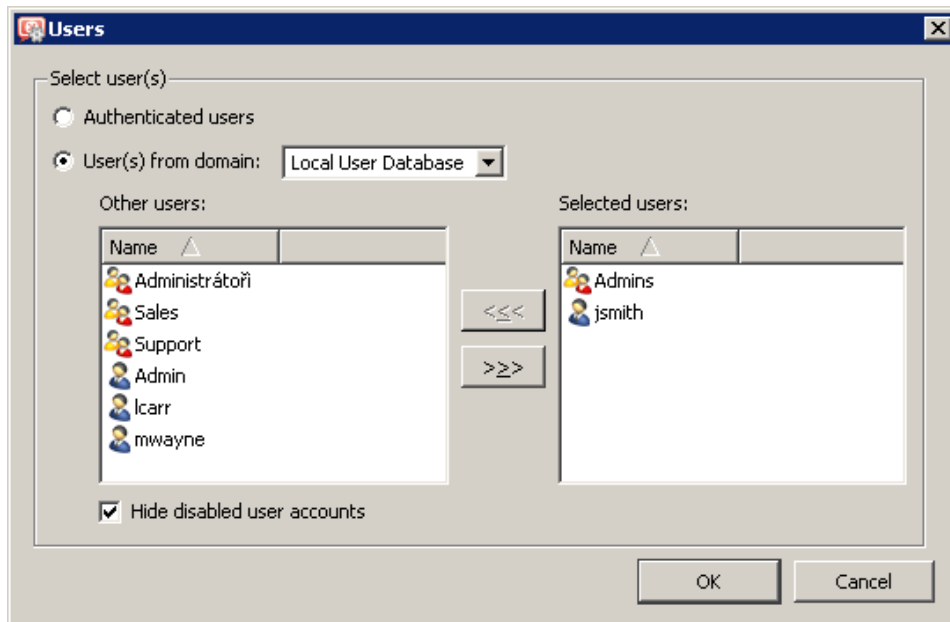 Users
Select user(s)
Authenticated users
User(s) from domain: Local User Database
Other users:
Name
Administrátoři
Sales
Support
Admin
lcarr
mwayne
<<<
>>>
Selected users:
Name
Admins
jsmith
Hide disabled user accounts
OK
Cancel